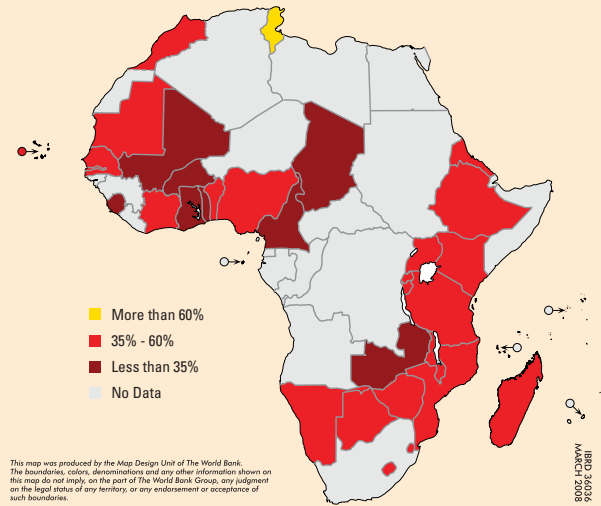 More than 60%
35% - 60%
Less than 35%
No Data
This map was produced by the Map Design Unit of The World Bank.
The boundaries, colors, denominations and any other information shown on
this map do not imply, on the part of The World Bank Group, any judgment
on the legal status of any territory, or any endorsement or acceptance of
such boundaries.
IBRD 36036
MARCH 2008